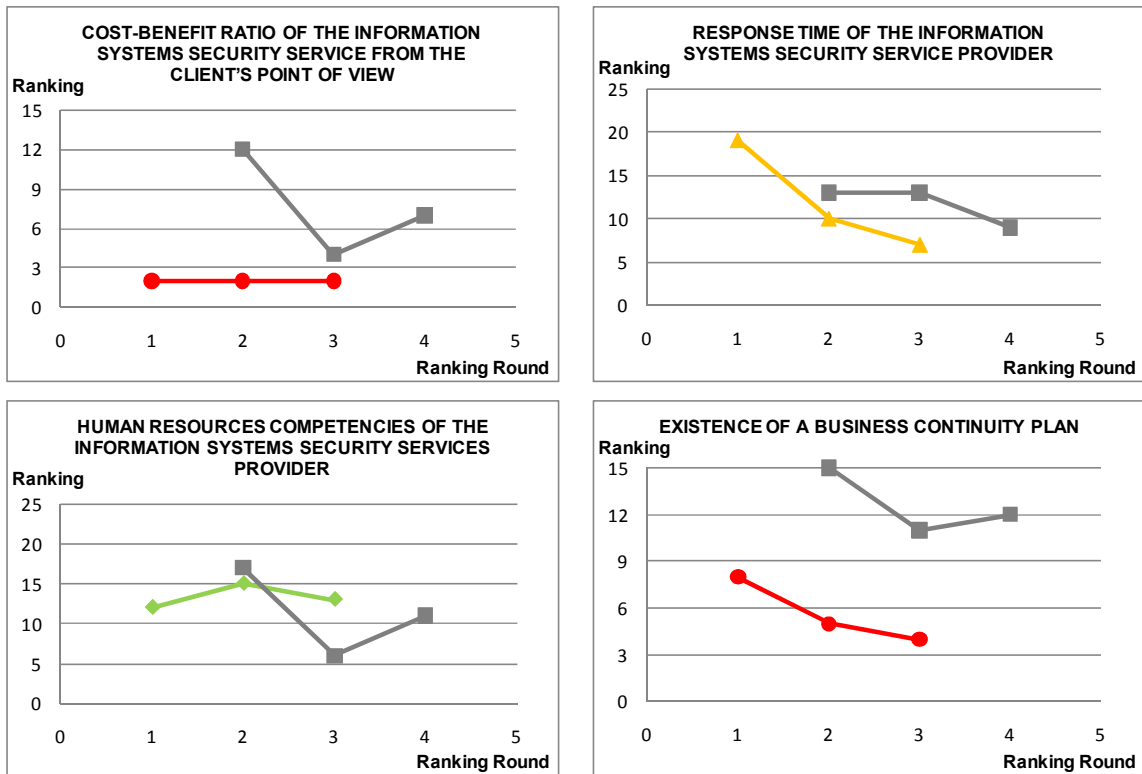 COST-BENEFIT RATIO OF THE INFORMATION
SYSTEMS SECURITY SERVICE FROM THE
CLIENT'S POINT OF VIEW
Ranking
15
12
9
6
3
0
0 1 2 3 4 5
Ranking Round
RESPONSE TIME OF THE INFORMATION
SYSTEMS SECURITY SERVICE PROVIDER
Ranking
25
20
15
10
5
0
0 1 2 3 4 5
Ranking Round
HUMAN RESOURCES COMPETENCIES OF THE
INFORMATION SYSTEMS SECURITY SERVICES
PROVIDER
Ranking
25
20
15
10
5
0
0 1 2 3 4 5
Ranking Round
EXISTENCE OF A BUSINESS CONTINUITY PLAN
Ranking
15
12
9
6
3
0
0 1 2 3 4 5
Ranking Round